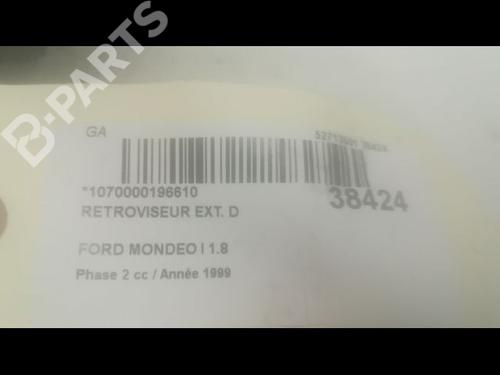 B-PARTS
GA
*1070000196610
38424
RETROVISEUR EXT. D
FORD MONDEO I 1.8
Phase 2 cc / Année 1999